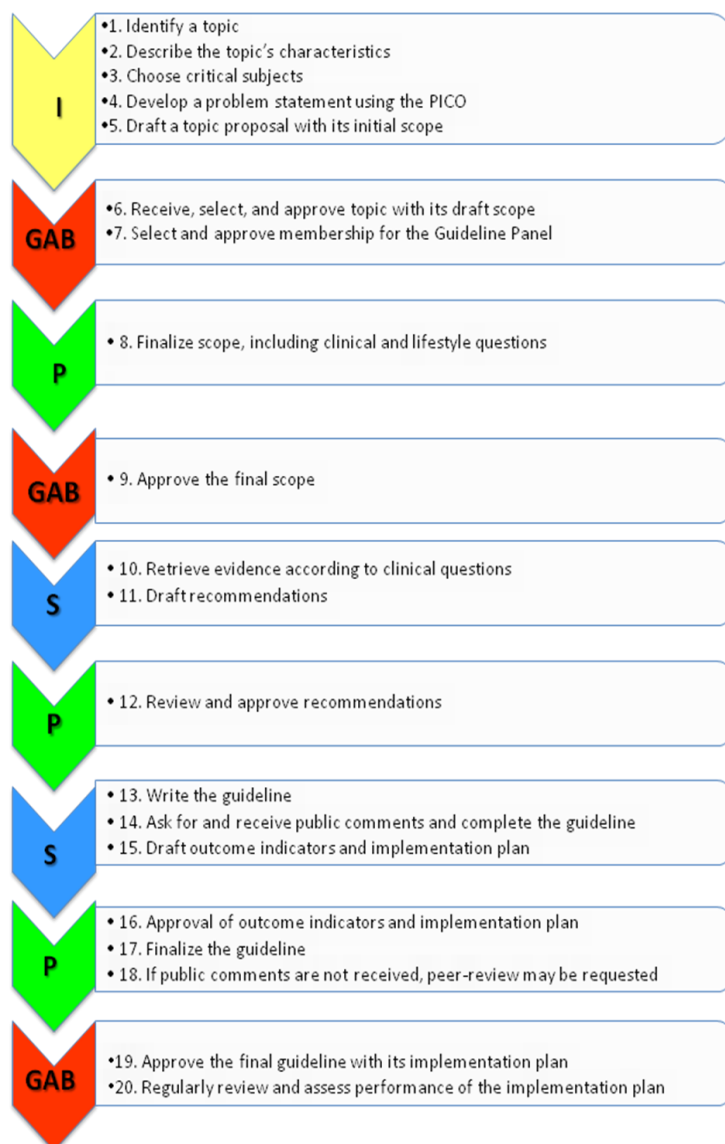 •1. Identify a topic
•2. Describe the topic's characteristics
•3. Choose critical subjects
•4. Develop a problem statement using the PICO
•5. Draft a topic proposal with its initial scope
I
•6. Receive, select, and approve topic with its draft scope
•7. Select and approve membership for the Guideline Panel
GAB
• 8. Finalize scope, including clinical and lifestyle questions
P
• 9. Approve the final scope
GAB
• 10. Retrieve evidence according to clinical questions
• 11. Draft recommendations
S
• 12. Review and approve recommendations
P
• 13. Write the guideline
• 14. Ask for and receive public comments and complete the guideline
• 15. Draft outcome indicators and implementation plan
S
• 16. Approval of outcome indicators and implementation plan
• 17. Finalize the guideline
• 18. If public comments are not received, peer-review may be requested
P
•19. Approve the final guideline with its implementation plan
•20. Regularly review and assess performance of the implementation plan
GAB